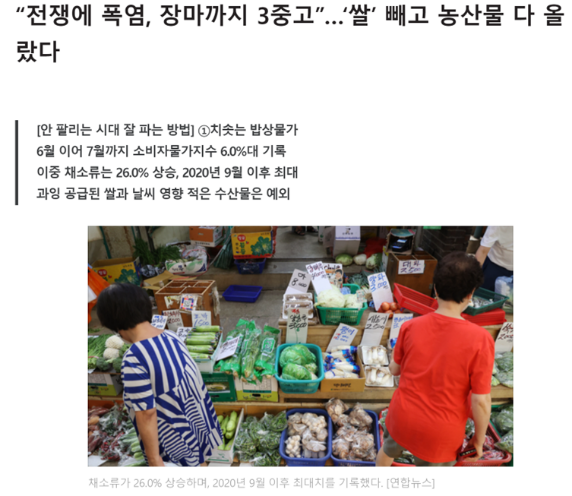 “전쟁에 폭염, 장마까지 3중고”…‘쌀’ 빼고 농산물 다 올
랐다
[안 팔리는 시대 잘 파는 방법] ①치솟는 밥상물가
6월 이어 7월까지 소비자물가지수 6.0%대 기록
이중 채소류는 26.0% 상승, 2020년 9월 이후 최대
과잉 공급된 쌀과 날씨 영향 적은 수산물은 예외
채소류가 26.0% 상승하며, 2020년 9월 이후 최대치를 기록했다. [연합뉴스]